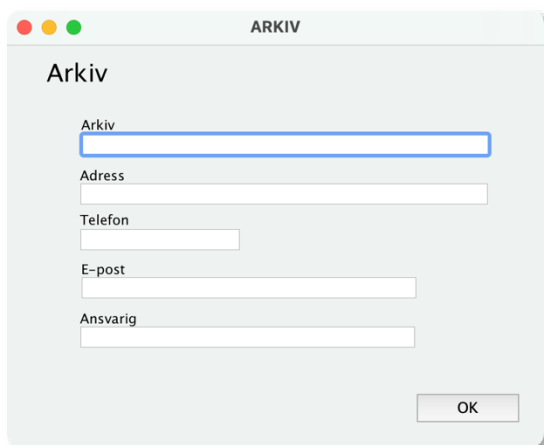 ARKIV
Arkiv
Arkiv
Adress
Telefon
E-post
Ansvarig
OK